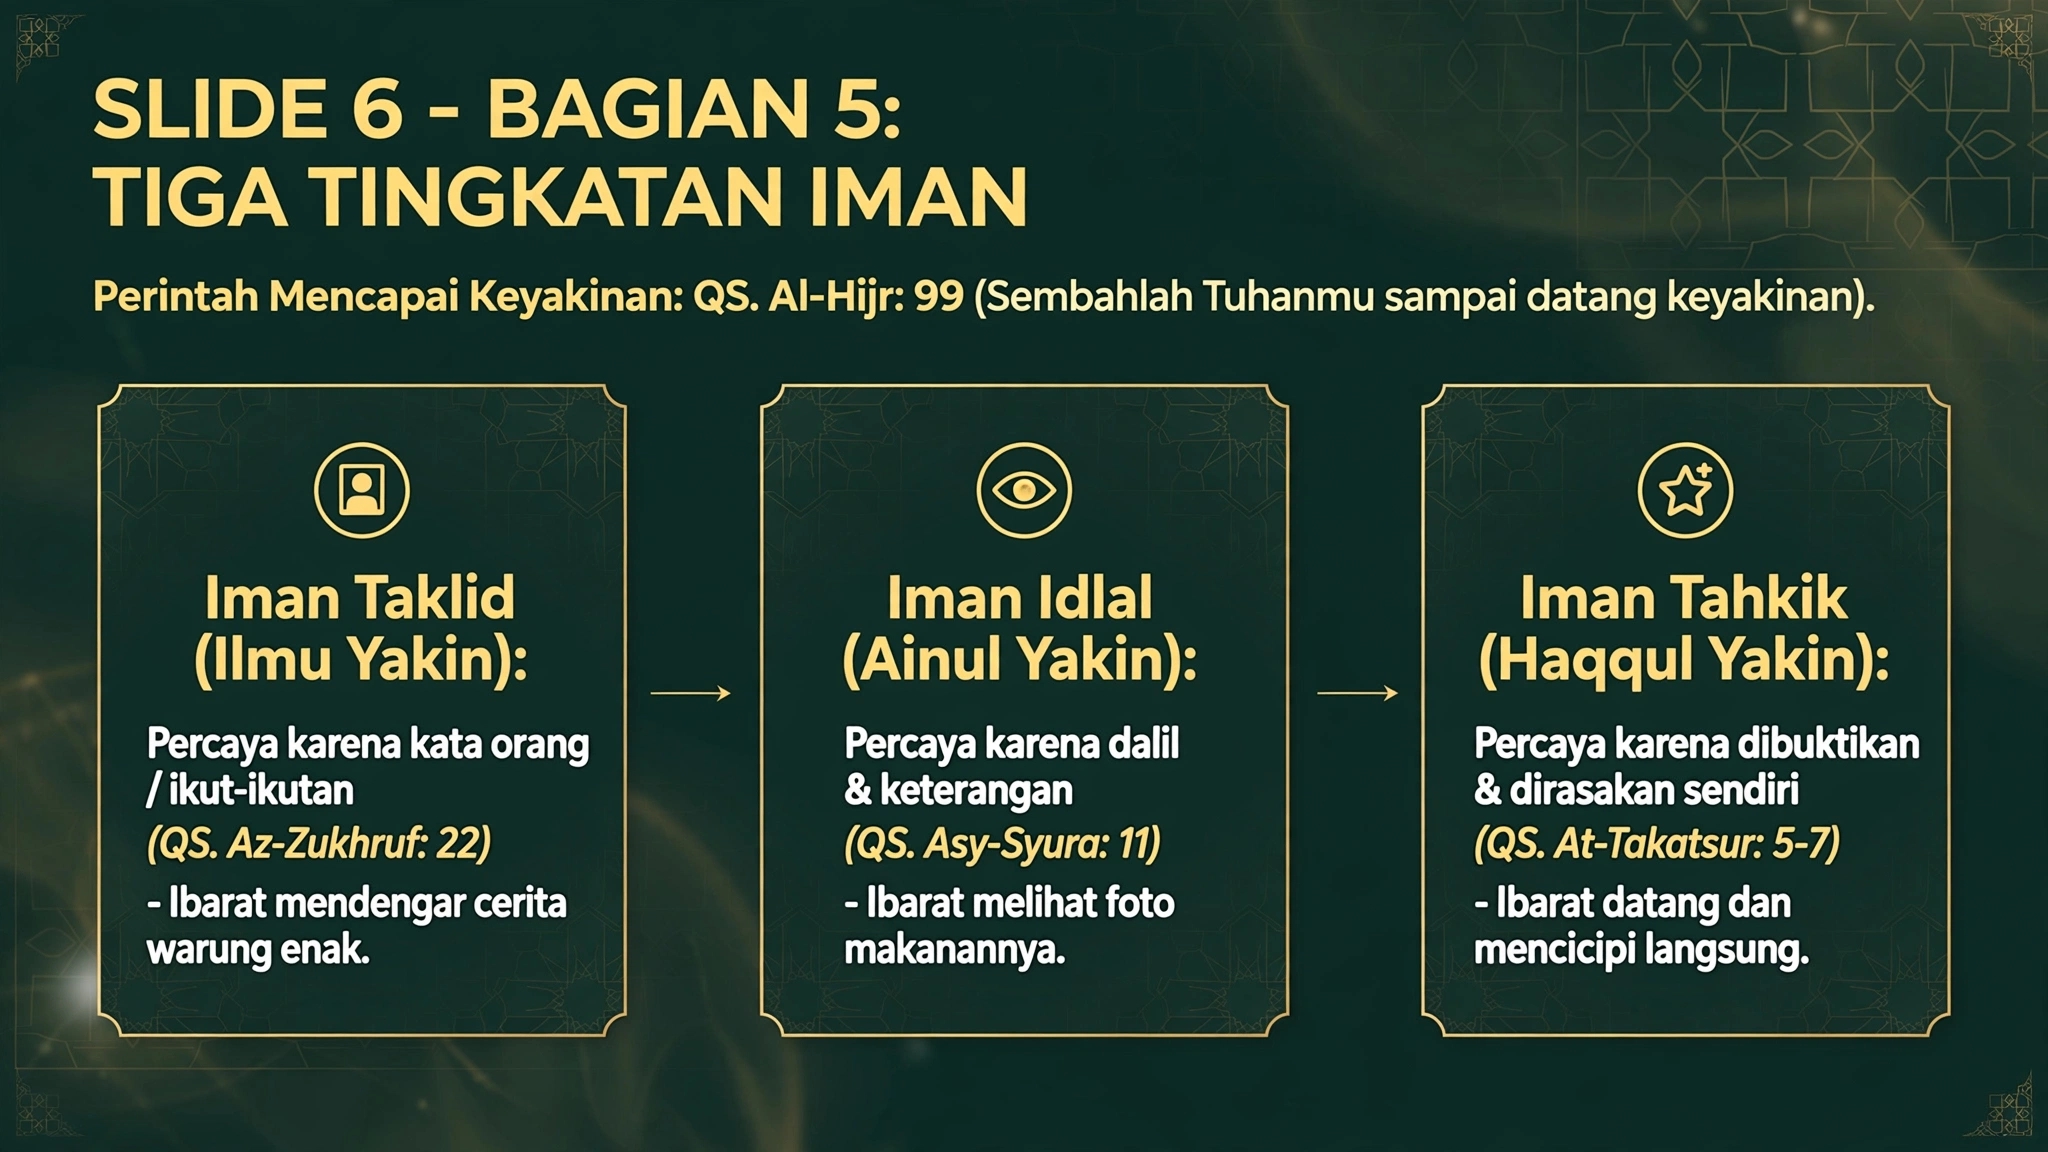 SLIDE 6 - BAGIAN 5:
TIGA TINGKATAN IMAN
Perintah Mencapai Keyakinan: QS. Al-Hijr: 99 (Sembahlah Tuhanmu sampai datang keyakinan).
Iman Taklid
(Ilmu Yakin):
Percaya karena kata orang
/ ikut-ikutan
(QS. Az-Zukhruf: 22)
- Ibarat mendengar cerita
warung enak.
Iman Idlal
(Ainul Yakin):
Percaya karena dalil
& keterangan
(QS. Asy-Syura: 11)
- Ibarat melihat foto
makanannya.
Iman Tahkik
(Haqqul Yakin):
Percaya karena dibuktikan
& dirasakan sendiri
(QS. At-Takatsur: 5-7)
- Ibarat datang dan
mencicipi langsung.